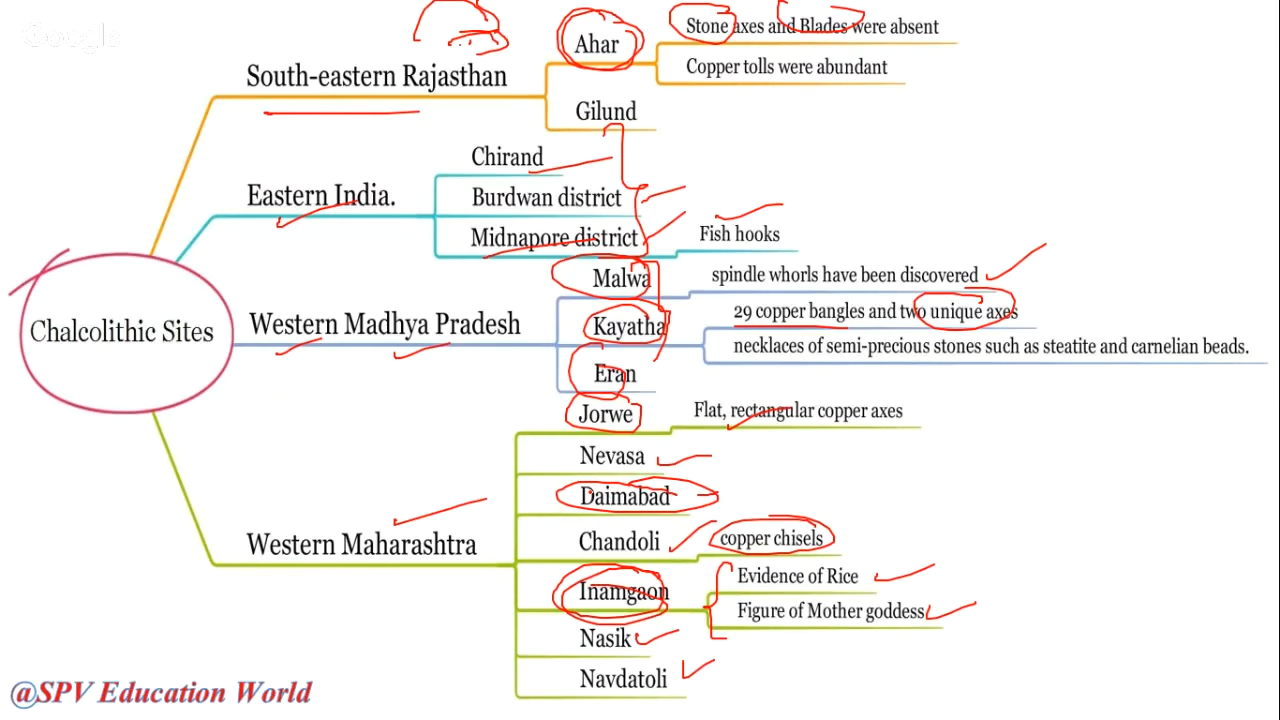 Google
Stone axes and Blades were absent
Ahar
Copper tolls were abundant
South-eastern Rajasthan
Gilund
Chirand
Eastern India.
Burdwan district
Midnapore district
Fish hooks
Malwa
spindle whorls have been discovered
Western Madhya Pradesh
Kayatha
29 copper bangles and two unique axes
necklaces of semi-precious stones such as steatite and carnelian beads.
Eran
Chalcolithic Sites
Jorwe
Flat, rectangular copper axes
Nevasa
Daimabad
Western Maharashtra
Chandoli
copper chisels
Inamgaon
Evidence of Rice
Figure of Mother goddess
Nasik
Navdatoli
@SPV Education World